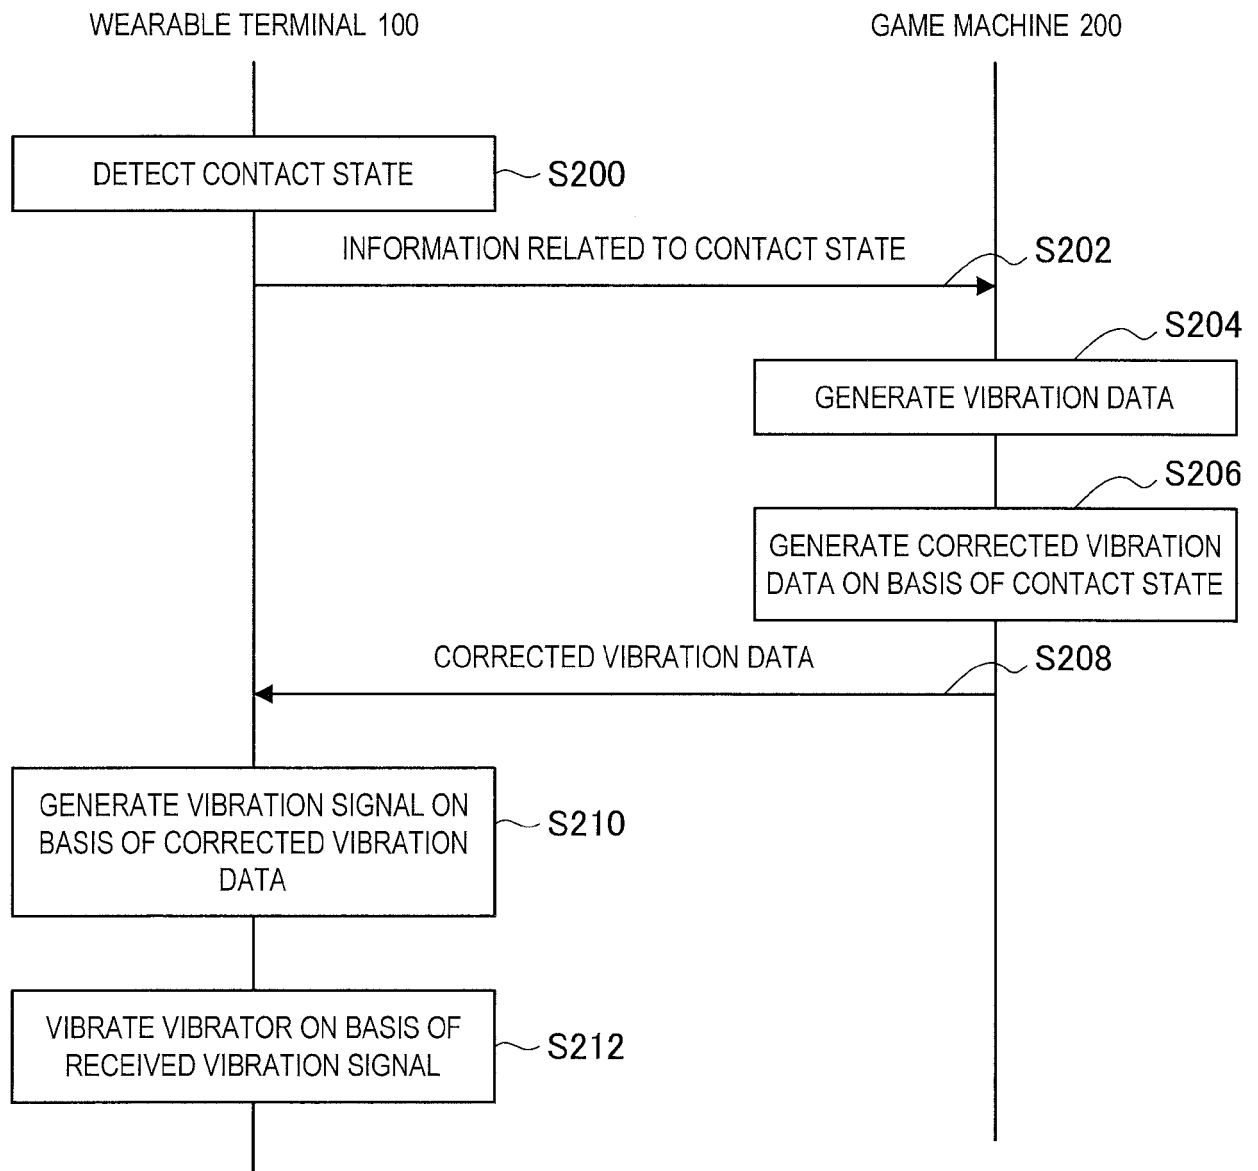 WEARABLE TERMINAL 100
GAME MACHINE 200
DETECT CONTACT STATE
S200
INFORMATION RELATED TO CONTACT STATE
S202
S204
GENERATE VIBRATION DATA
S206
GENERATE CORRECTED VIBRATION
DATA ON BASIS OF CONTACT STATE
CORRECTED VIBRATION DATA
S208
GENERATE VIBRATION SIGNAL ON
BASIS OF CORRECTED VIBRATION
DATA
S210
VIBRATE VIBRATOR ON BASIS OF
RECEIVED VIBRATION SIGNAL
S212